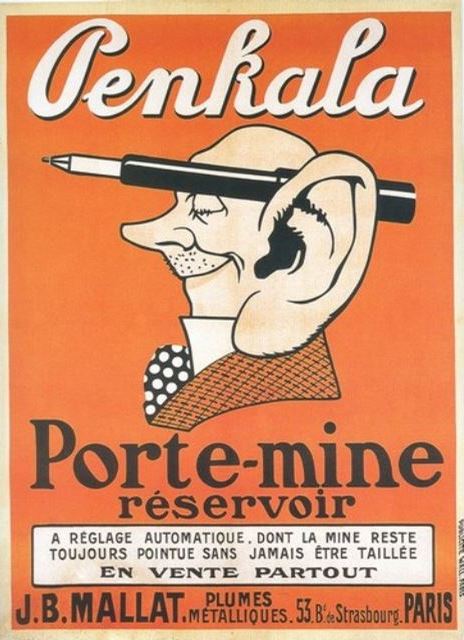 Penkala
Porte-mine
réservoir
A RÉGLAGE AUTOMATIQUE, DONT LA MINE RESTE
TOUJOURS POINTUE SANS JAMAIS ÊTRE TAILLÉE
EN VENTE PARTOUT
J.B. MALLAT. PLUMES MÉTALLIQUES. 53. Bd de Strasbourg. PARIS